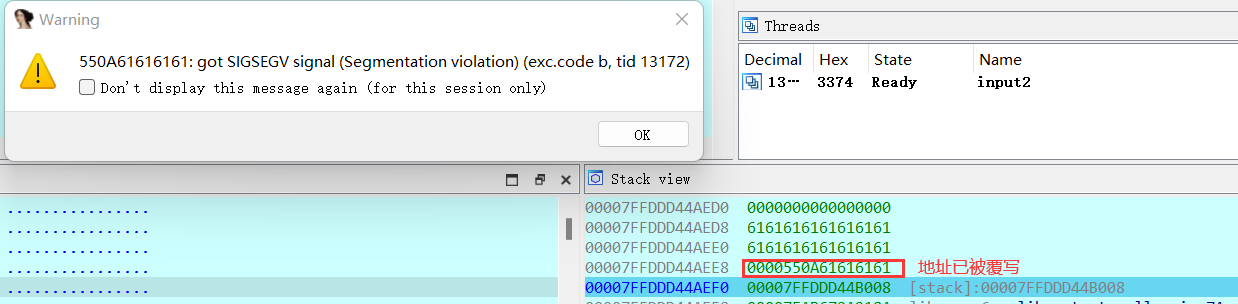 Warning
550A61616161: got SIGSEGV signal (Segmentation violation) (exc.code b, tid 13172)
Don't display this message again (for this session only)
OK
Threads
Decimal Hex State Name
13… 3374 Ready input2
Stack view
................
................
................
................
................
00007FFDDD44AED0 0000000000000000
00007FFDDD44AED8 6161616161616161
00007FFDDD44AEE0 6161616161616161
00007FFDDD44AEE8 0000550A61616161 地址已被覆写
00007FFDDD44AEF0 00007FFDDD44B008 [stack]:00007FFDDD44B008